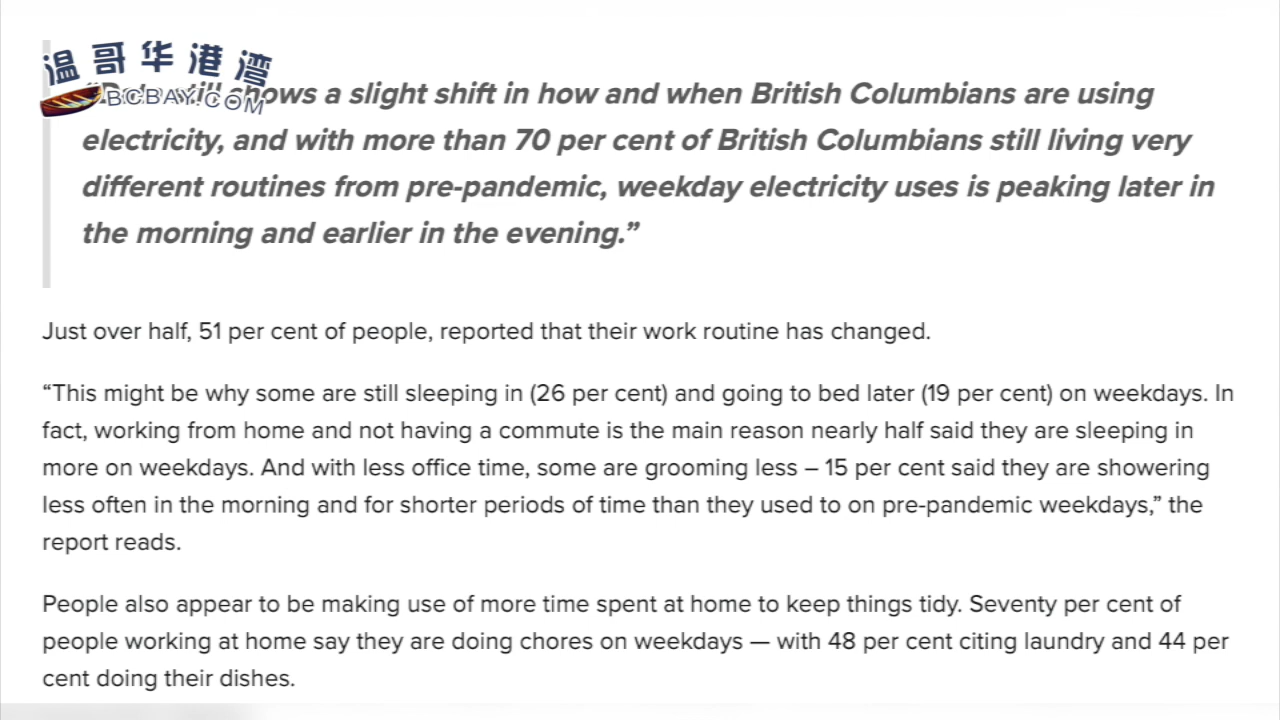 温哥华港湾
BCBAY.COM
shows a slight shift in how and when British Columbians are using
electricity, and with more than 70 per cent of British Columbians still living very
different routines from pre-pandemic, weekday electricity uses is peaking later in
the morning and earlier in the evening.”
Just over half, 51 per cent of people, reported that their work routine has changed.
“This might be why some are still sleeping in (26 per cent) and going to bed later (19 per cent) on weekdays. In
fact, working from home and not having a commute is the main reason nearly half said they are sleeping in
more on weekdays. And with less office time, some are grooming less – 15 per cent said they are showering
less often in the morning and for shorter periods of time than they used to on pre-pandemic weekdays,” the
report reads.
People also appear to be making use of more time spent at home to keep things tidy. Seventy per cent of
people working at home say they are doing chores on weekdays — with 48 per cent citing laundry and 44 per
cent doing their dishes.